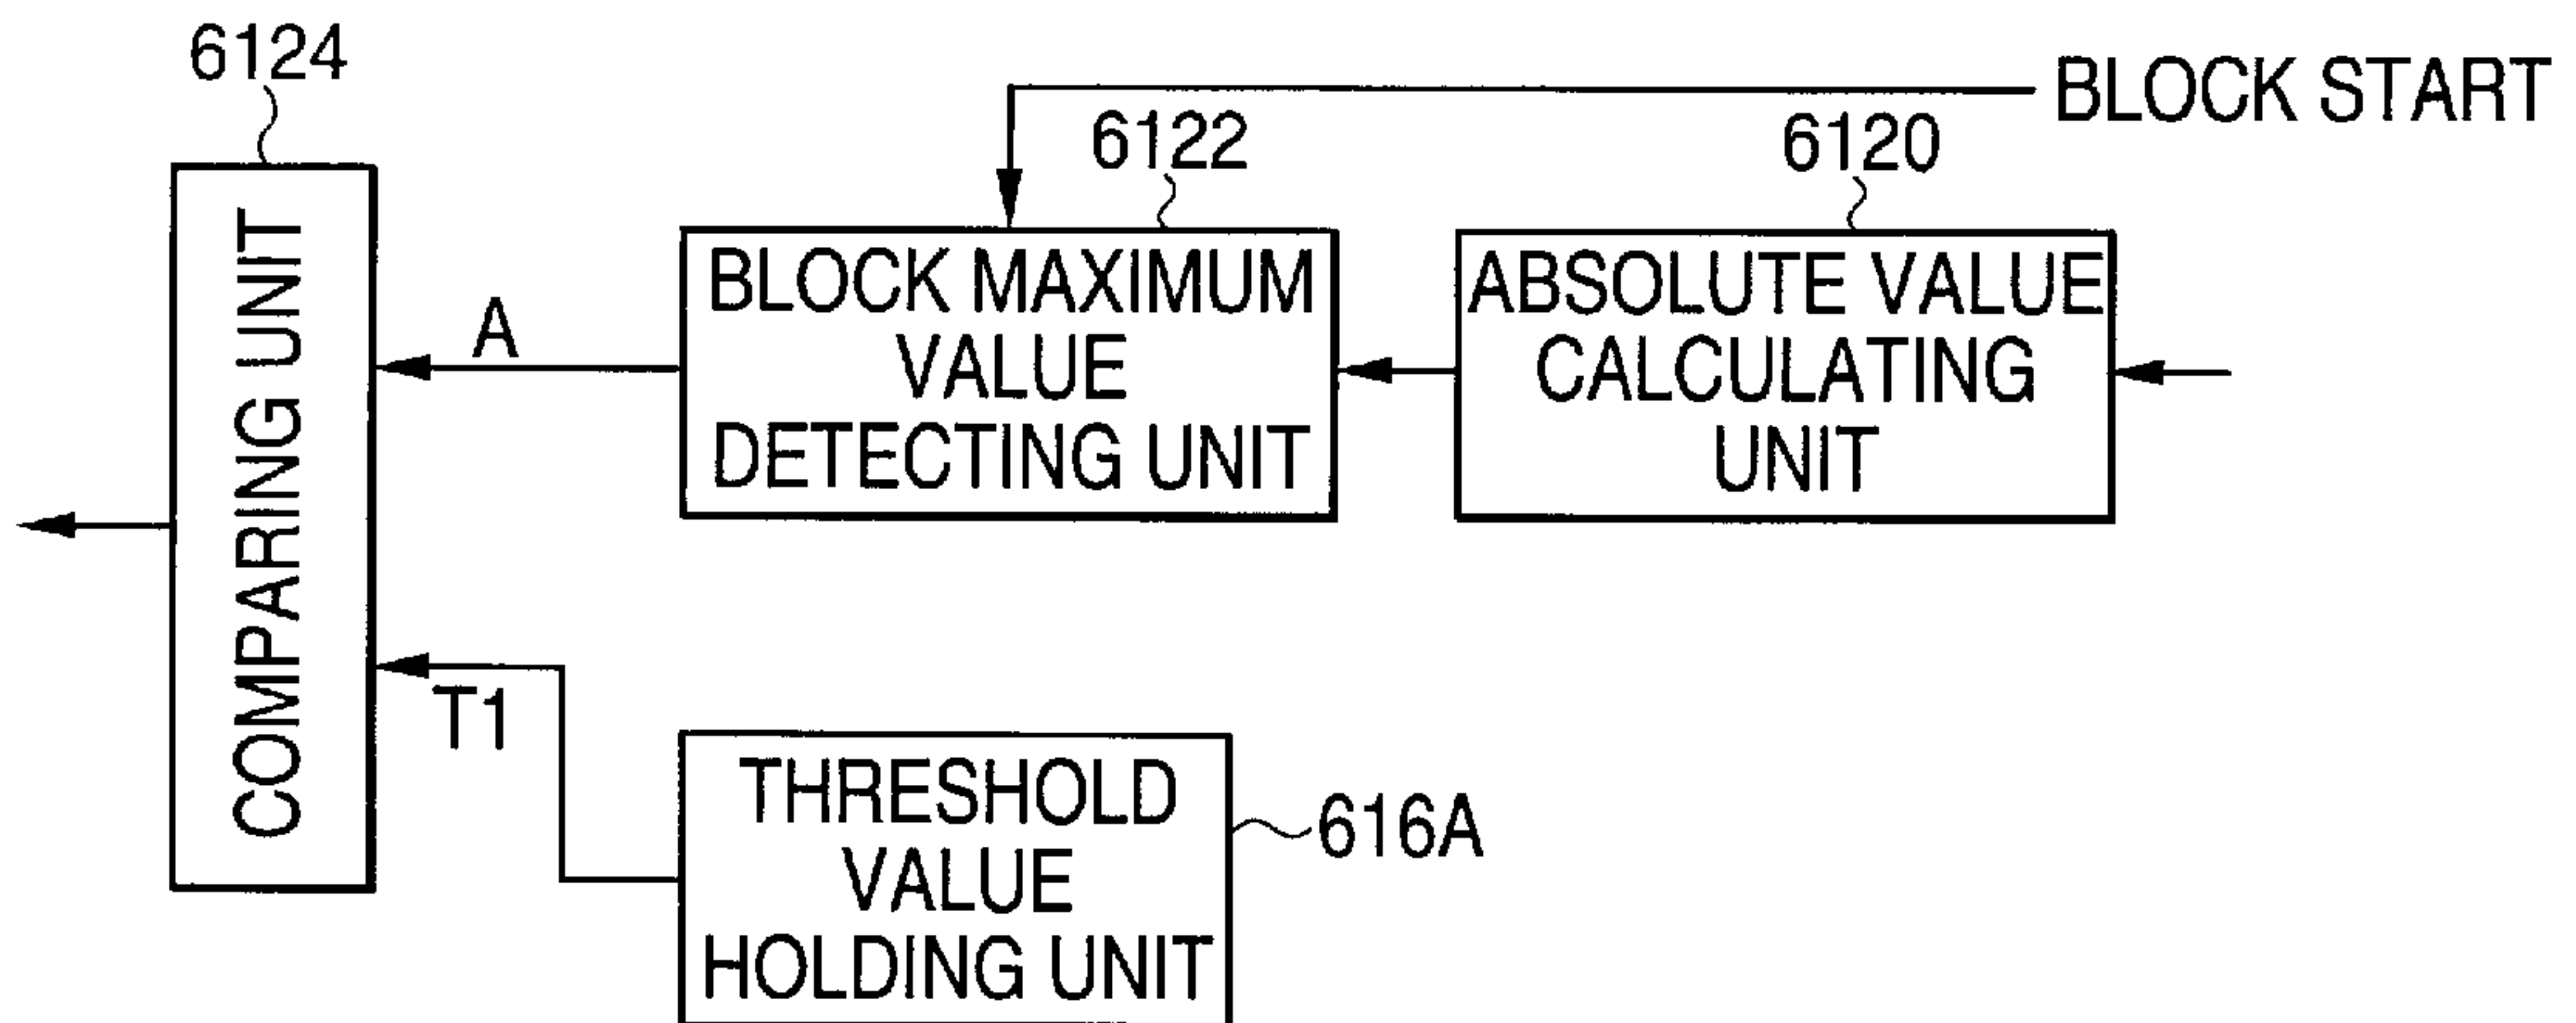 6124
BLOCK START
6122
6120
COMPARING UNIT
A
BLOCK MAXIMUM
VALUE
DETECTING UNIT
ABSOLUTE VALUE
CALCULATING
UNIT
T1
THRESHOLD
VALUE
HOLDING UNIT
616A